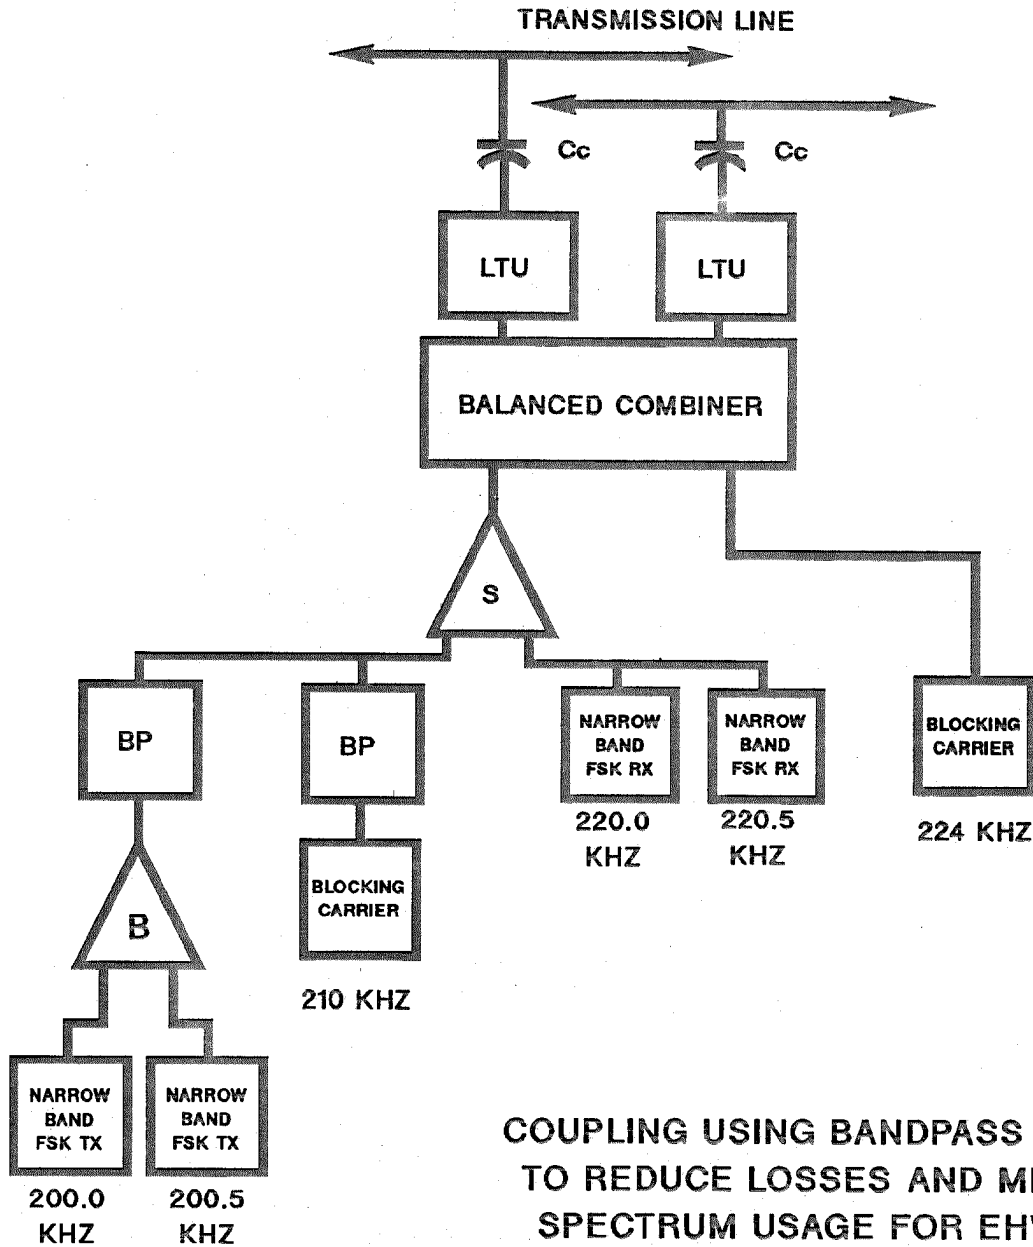 TRANSMISSION LINE
Cc
Cc
LTU
LTU
BALANCED COMBINER
S
BP
BP
NARROW
BAND
FSK RX
NARROW
BAND
FSK RX
BLOCKING
CARRIER
220.0
KHZ
220.5
KHZ
224 KHZ
BLOCKING
CARRIER
B
210 KHZ
NARROW
BAND
FSK TX
NARROW
BAND
FSK TX
200.0
KHZ
200.5
KHZ
COUPLING USING BANDPASS
TO REDUCE LOSSES AND
SPECTRUM USAGE FOR